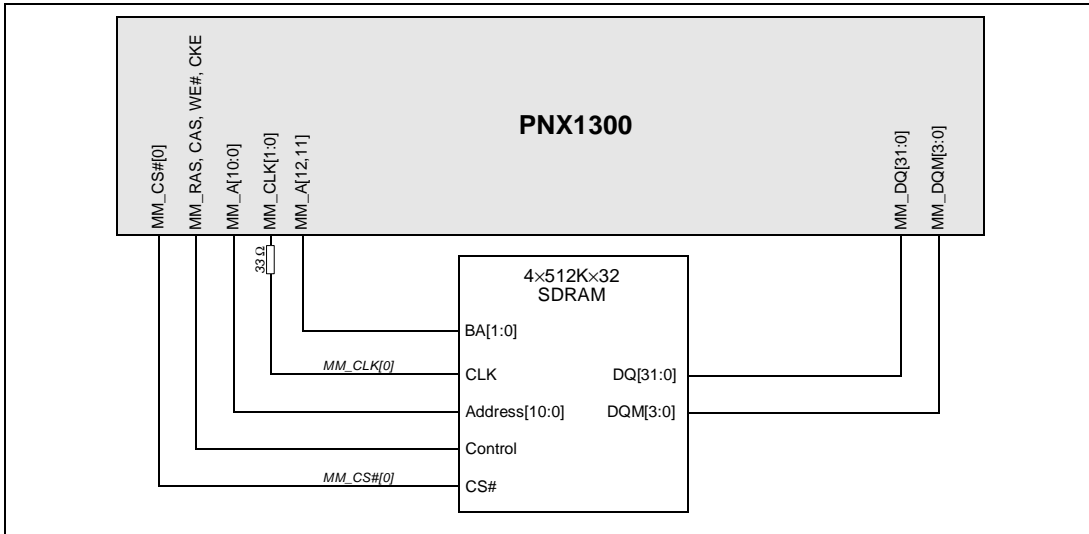 PNX1300
MM_CS#[0]
MM_RAS, CAS, WE#, CKE
MM_A[10:0]
MM_CLK[1:0]
MM_A[12,11]
MM_DQ[31:0]
MM_DQM[3:0]
33 Ω
4×512K×32
SDRAM
BA[1:0]
MM_CLK[0]
CLK
DQ[31:0]
Address[10:0]
DQM[3:0]
Control
MM_CS#[0]
CS#